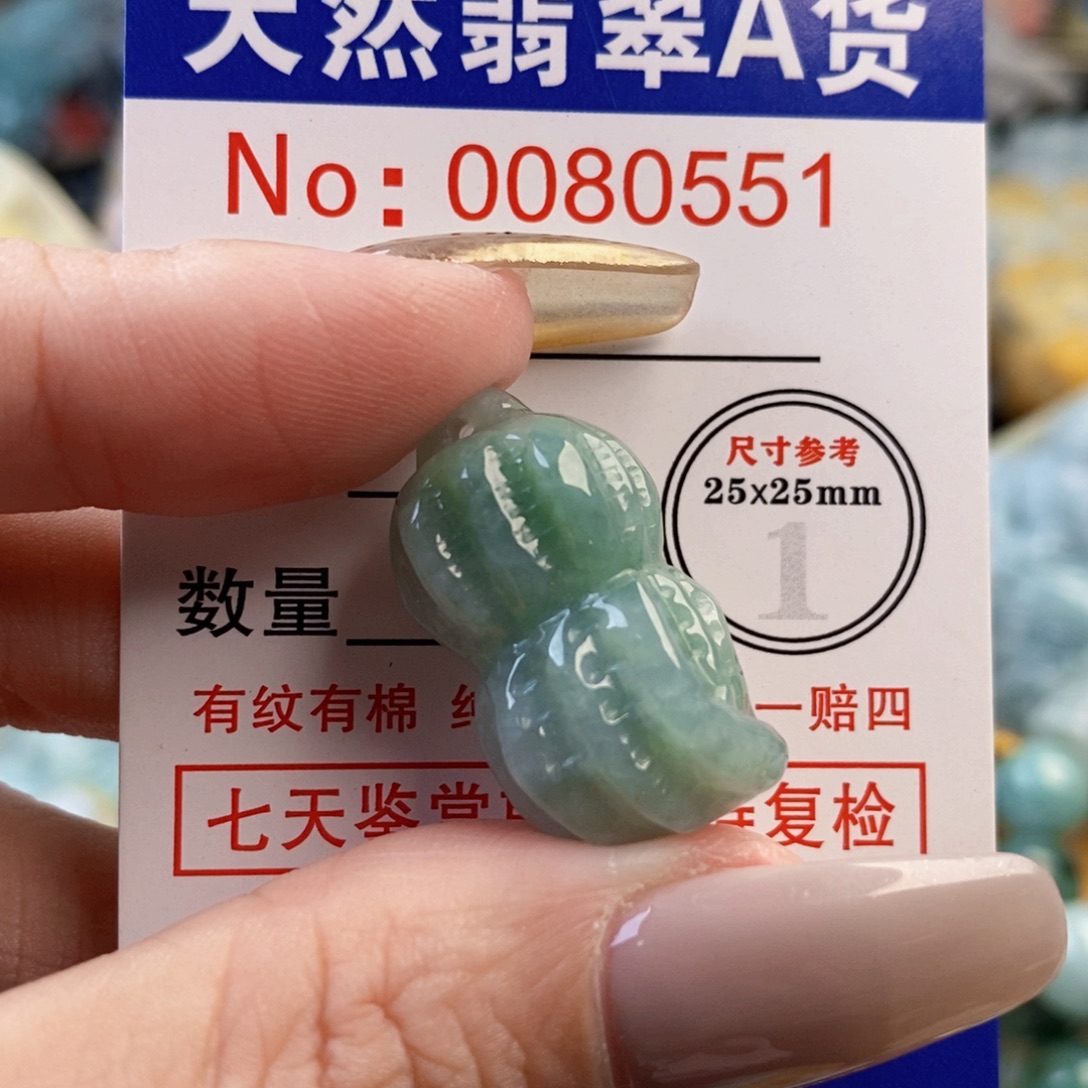 天然翡翠A货
No: 0080551
尺寸参考
25x25mm
1
数量
有纹有棉 一赔四
七天鉴赏 复检